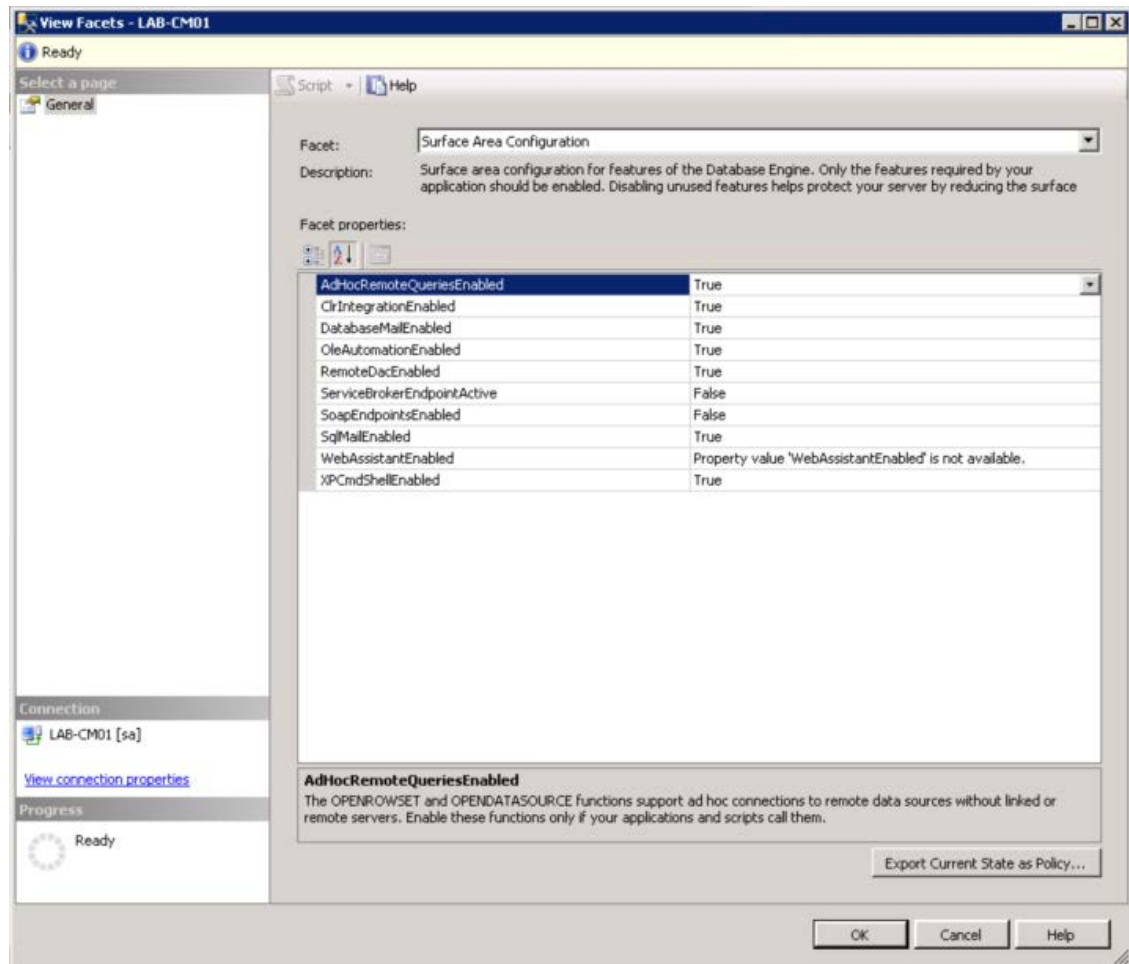 View Facets - LAB-CM01
Ready
Select a page
General
Script
Help
Facet:
Surface Area Configuration
Description:
Surface area configuration for features of the Database Engine. Only the features required by your
application should be enabled. Disabling unused features helps protect your server by reducing the surface
Facet properties:
AdHocRemoteQueriesEnabled True
ClrIntegrationEnabled True
DatabaseMailEnabled True
OleAutomationEnabled True
RemoteDacEnabled True
ServiceBrokerEndpointActive False
SoapEndpointsEnabled False
SqlMailEnabled True
WebAssistantEnabled Property value 'WebAssistantEnabled' is not available.
XPCmdShellEnabled True
Connection
LAB-CM01 [sa]
View connection properties
Progress
Ready
AdHocRemoteQueriesEnabled
The OPENROWSET and OPENDATASOURCE functions support ad hoc connections to remote data sources without linked or
remote servers. Enable these functions only if your applications and scripts call them.
Export Current State as Policy...
OK
Cancel
Help